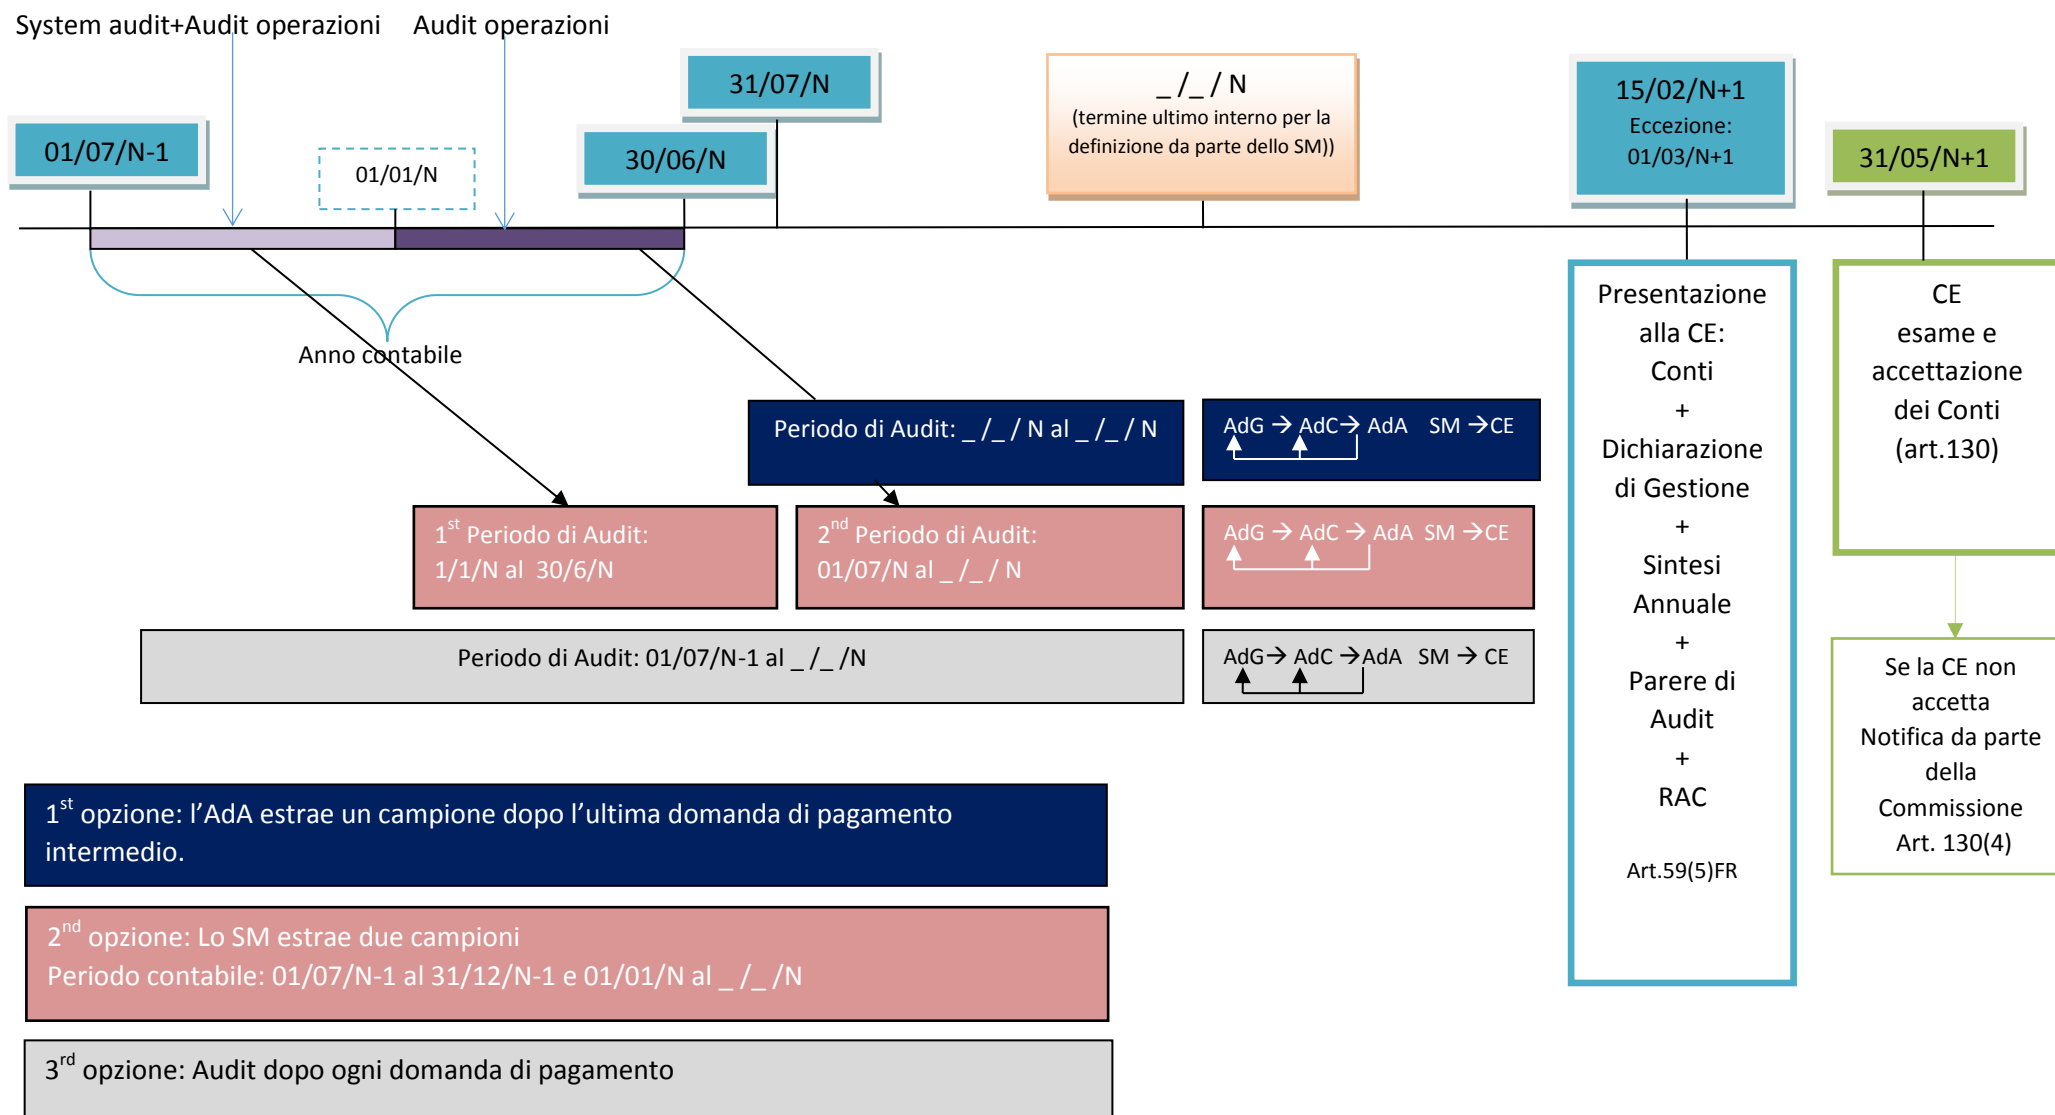 System audit+Audit operazioni
Audit operazioni
31/07/N
_ /_ / N
(termine ultimo interno per la
definizione da parte dello SM))
15/02/N+1
Eccezione:
01/03/N+1
01/07/N-1
01/01/N
30/06/N
31/05/N+1
Anno contabile
Presentazione
alla CE:
Conti
+
Dichiarazione
di Gestione
+
Sintesi
Annuale
+
Parere di
Audit
+
RAC
Art.59(5)FR
CE
esame e
accettazione
dei Conti
(art.130)
Periodo di Audit: _ /_ / N al _ /_ / N
AdG → AdC→ AdA SM →CE
1st Periodo di Audit:
1/1/N al 30/6/N
2nd Periodo di Audit:
01/07/N al _ /_ / N
AdG → AdC → AdA SM →CE
Periodo di Audit: 01/07/N-1 al _ /_ /N
AdG→ AdC →AdA SM → CE
Se la CE non
accetta
Notifica da parte
della
Commissione
Art. 130(4)
1st opzione: l’AdA estrae un campione dopo l’ultima domanda di pagamento
intermedio.
2nd opzione: Lo SM estrae due campioni
Periodo contabile: 01/07/N-1 al 31/12/N-1 e 01/01/N al _ /_ /N
3rd opzione: Audit dopo ogni domanda di pagamento